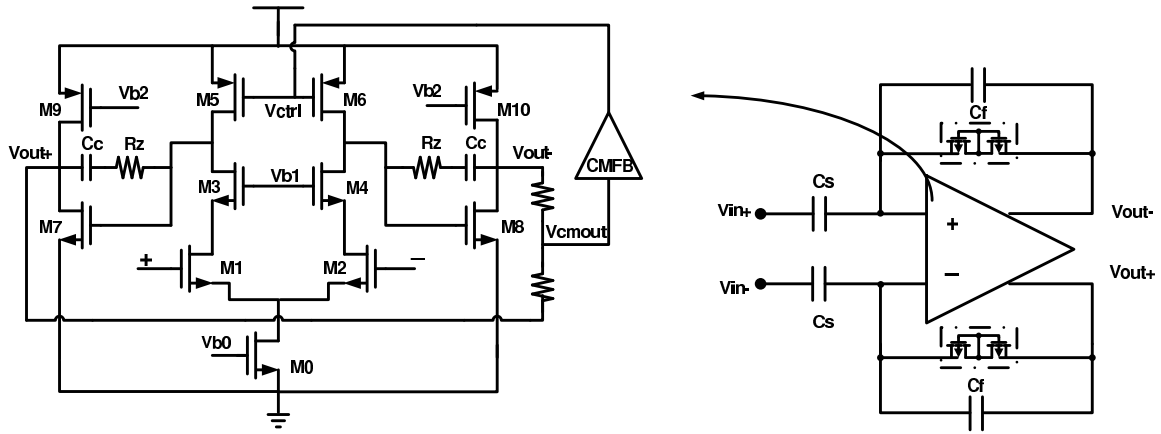 M9
Vb2
M5
Vctrl
M6
Vb2
M10
Vout+
Cc
Rz
Rz
Cc
Vout-
CMFB
M3
Vb1
M4
M7
M8
Vcmout
+
M1
M2
−
Vb0
M0
Cf
Cs
Vin+
+
Vout-
−
Vout+
Vin-
Cs
Cf